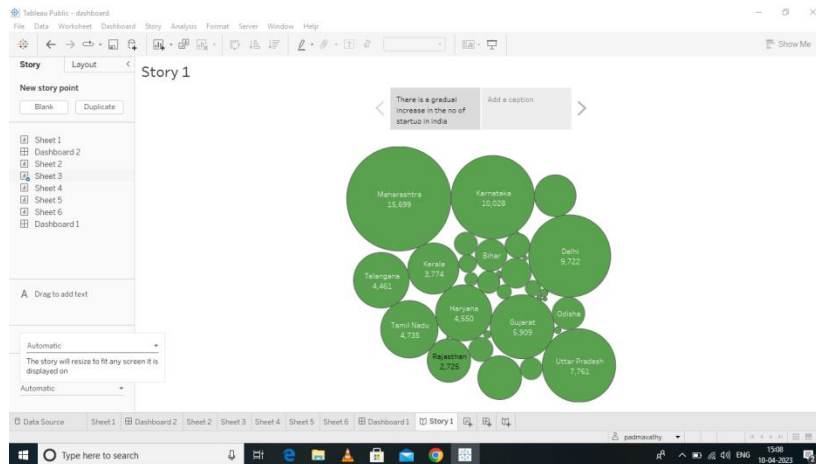 Tableau Public - dashboard
File Data Worksheet Dashboard Story Analysis Format Server Window Help
Show Me
Story Layout
Story 1
New story point
Blank Duplicate
There is a gradual
increase in the no of
startup in india
Add a caption
Sheet 1
Dashboard 2
Sheet 2
Sheet 3
Sheet 4
Sheet 5
Sheet 6
Dashboard 1
Maharashtra
15,699
Karnataka
10,028
Delhi
9,722
Bihar
Kerala
3,774
Telangana
4,461
Haryana
4,550
Odisha
Gujarat
5,909
Tamil Nadu
4,735
Rajasthan
2,725
Uttar Pradesh
7,761
A Drag to add text
Automatic
The story will resize to fit any screen it is
displayed on
Automatic
Data Source Sheet 1 Dashboard 2 Sheet 2 Sheet 3 Sheet 4 Sheet 5 Sheet 6 Dashboard 1 Story 1
padmavathy
Type here to search
ENG
15:08
10-04-2023